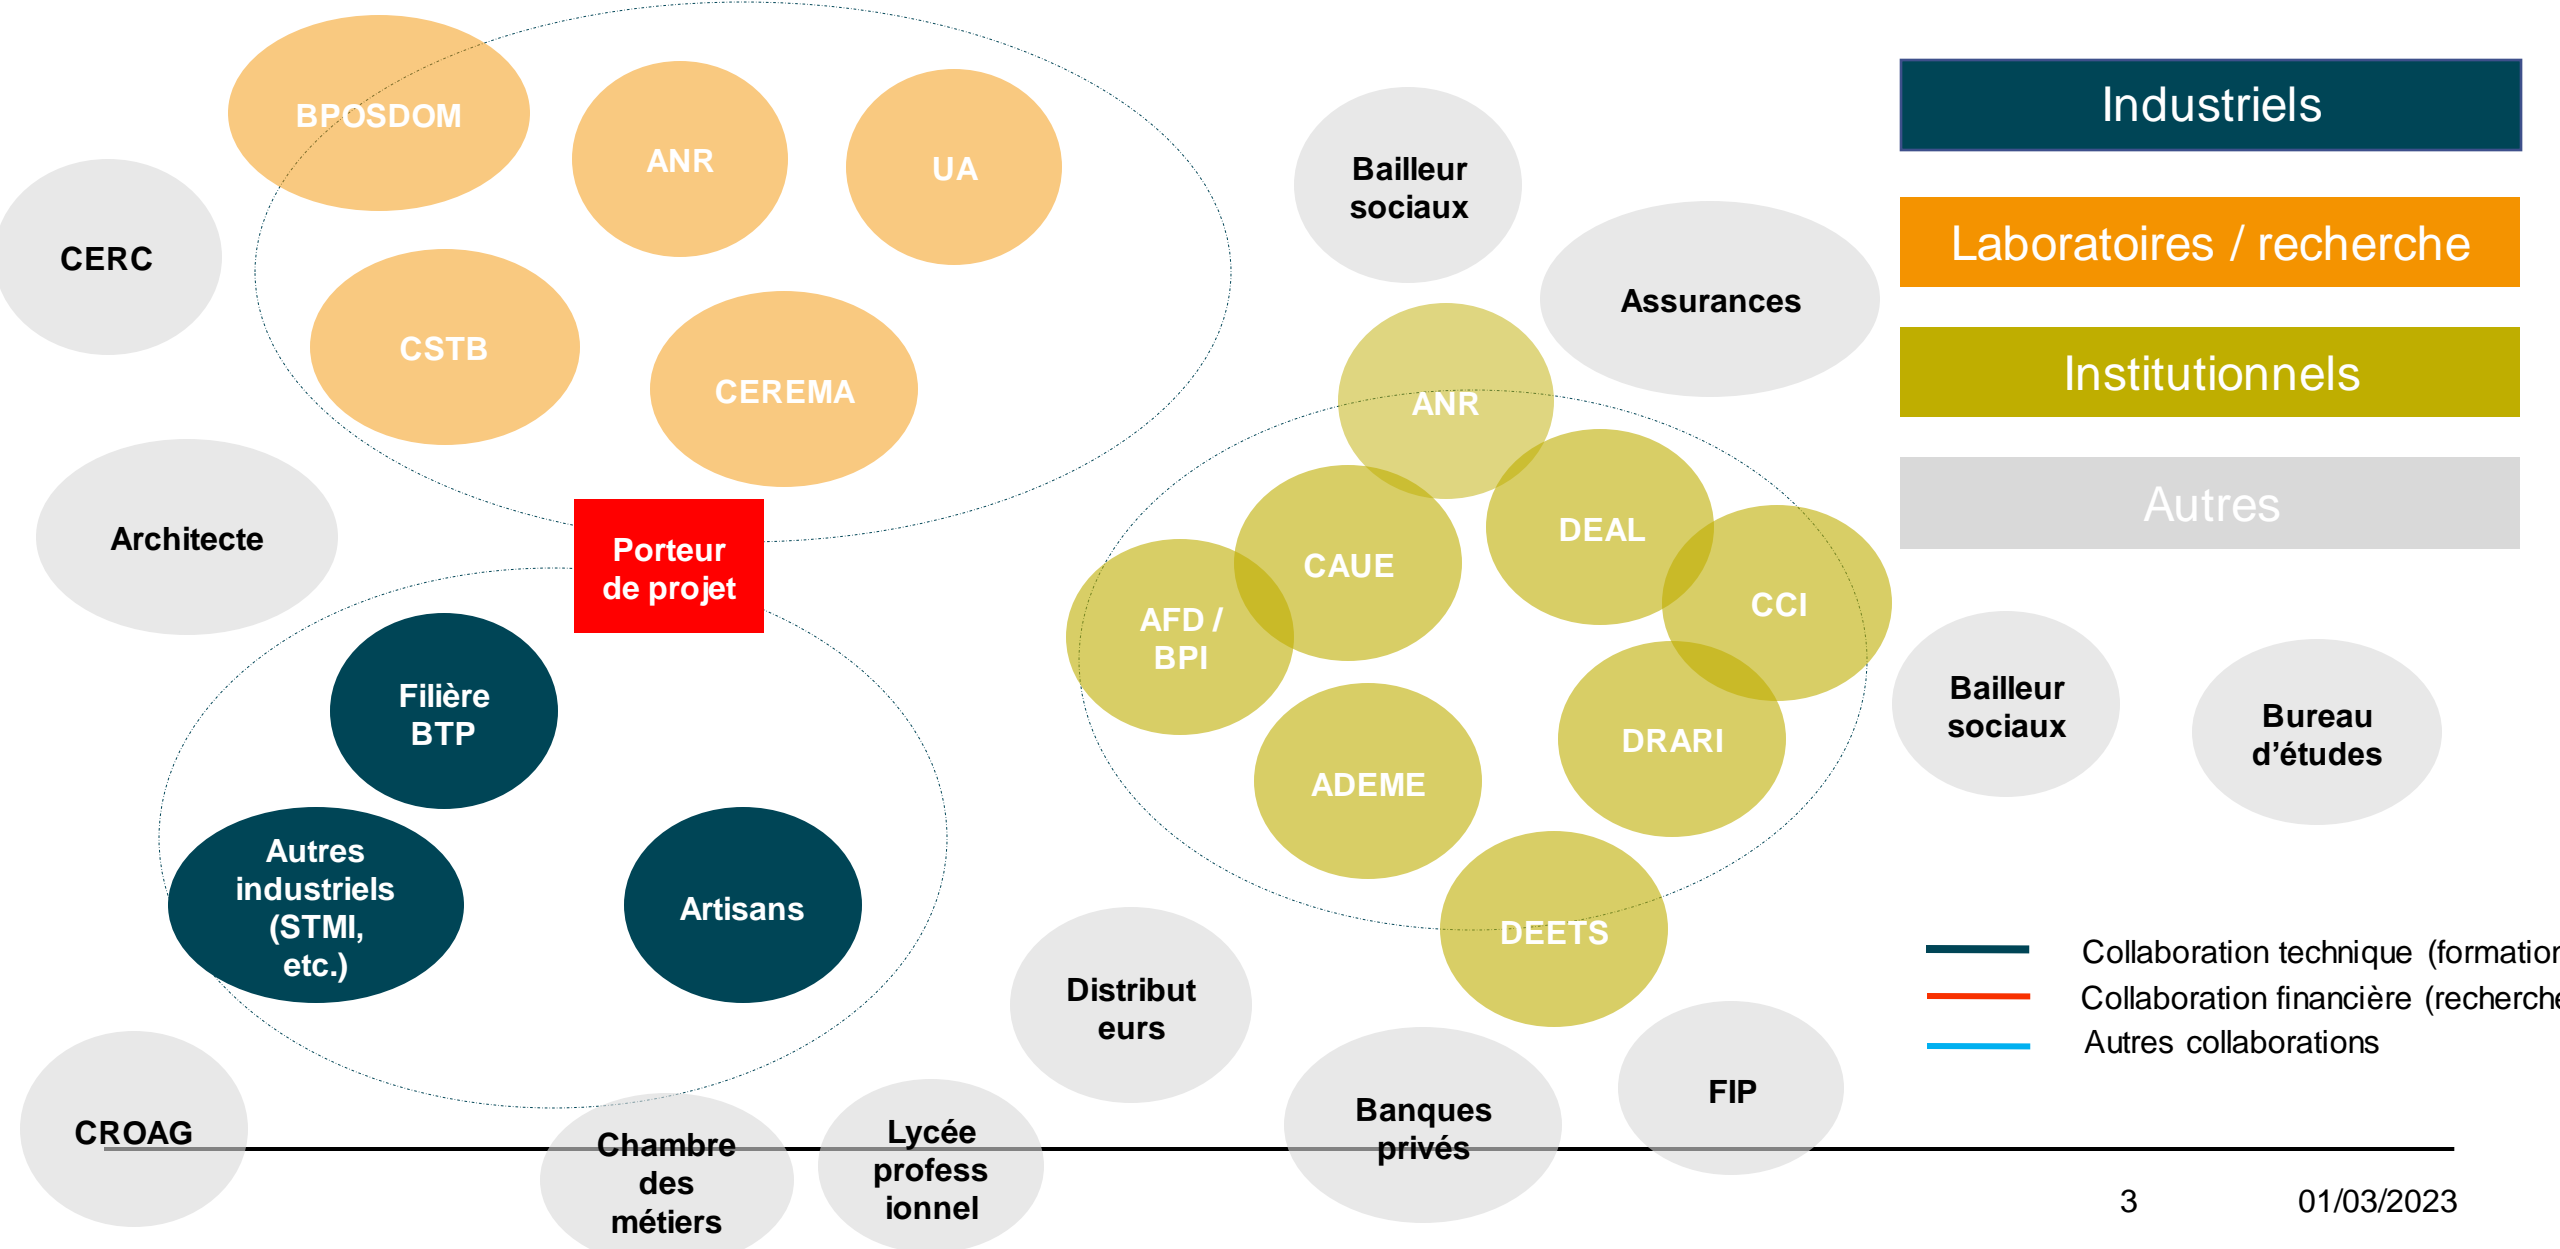 BPOSDOM
ANR
UA
CERC
CSTB
CEREMA
Architecte
Porteur
de projet
Filière
BTP
Autres
industriels
(STMI,
etc.)
Artisans
CROAG
Chambre
des
métiers
Lycée
profess
ionnel
Distribut
eurs
Banques
privés
FIP
Bailleur
sociaux
Assurances
ANR
DEAL
CAUE
CCI
AFD /
BPI
DRARI
ADEME
DEETS
Bailleur
sociaux
Bureau
d’études
Industriels
Laboratoires / recherche
Institutionnels
Autres
Collaboration technique (formation
Collaboration financière (recherche
Autres collaborations
3
01/03/2023